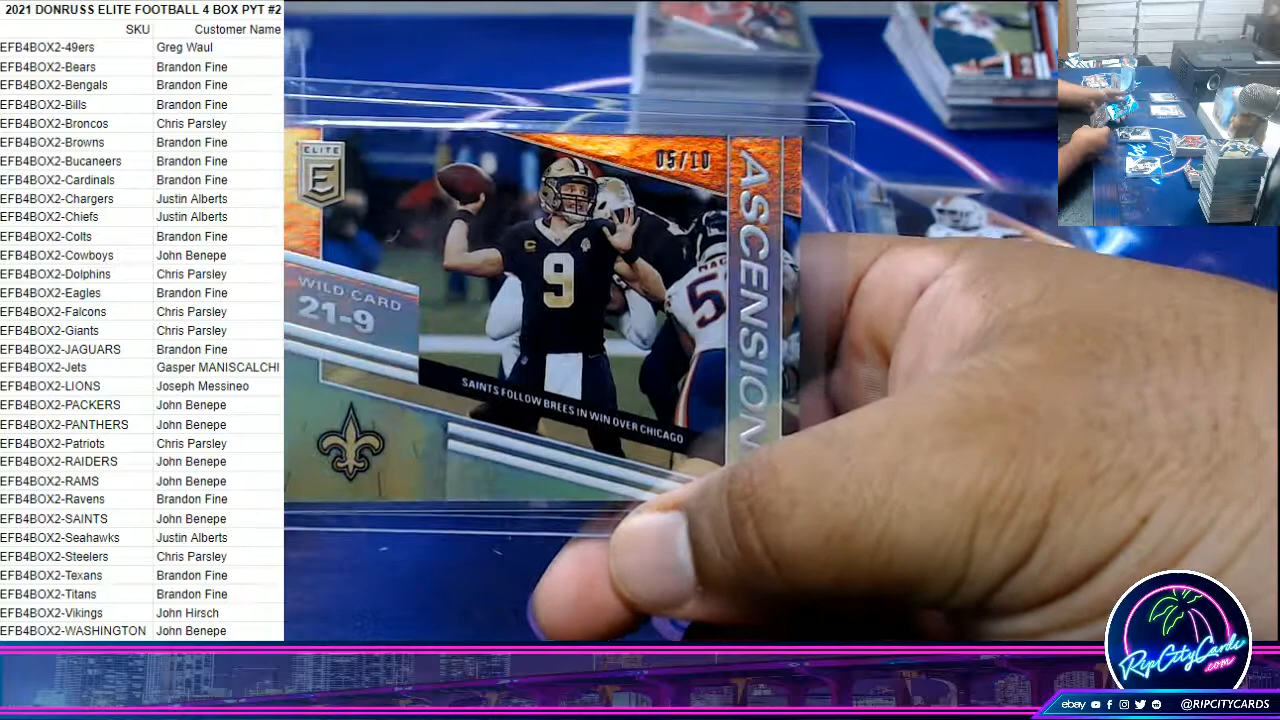 2021 DONRUSS ELITE FOOTBALL 4 BOX PYT #2
SKU Customer Name
EFB4BOX2-49ers Greg Waul
EFB4BOX2-Bears Brandon Fine
EFB4BOX2-Bengals Brandon Fine
EFB4BOX2-Bills Brandon Fine
EFB4BOX2-Broncos Chris Parsley
EFB4BOX2-Browns Brandon Fine
EFB4BOX2-Bucaneers Brandon Fine
EFB4BOX2-Cardinals Brandon Fine
EFB4BOX2-Chargers Justin Alberts
EFB4BOX2-Chiefs Justin Alberts
EFB4BOX2-Colts Brandon Fine
EFB4BOX2-Cowboys John Benepe
EFB4BOX2-Dolphins Chris Parsley
EFB4BOX2-Eagles Brandon Fine
EFB4BOX2-Falcons Chris Parsley
EFB4BOX2-Giants Chris Parsley
EFB4BOX2-JAGUARS Brandon Fine
EFB4BOX2-Jets Gasper MANISCALCHI
EFB4BOX2-LIONS Joseph Messineo
EFB4BOX2-PACKERS John Benepe
EFB4BOX2-PANTHERS John Benepe
EFB4BOX2-Patriots Chris Parsley
EFB4BOX2-RAIDERS John Benepe
EFB4BOX2-RAMS John Benepe
EFB4BOX2-Ravens Brandon Fine
EFB4BOX2-SAINTS John Benepe
EFB4BOX2-Seahawks Justin Alberts
EFB4BOX2-Steelers Chris Parsley
EFB4BOX2-Texans Brandon Fine
EFB4BOX2-Titans Brandon Fine
EFB4BOX2-Vikings John Hirsch
EFB4BOX2-WASHINGTON John Benepe
ELITE
E
05/10
ASCENSION
9
5
WILD CARD
21-9
SAINTS FOLLOW BREES IN WIN OVER CHICAGO
RipCityCards
.com
ebay @RIPCITYCARDS